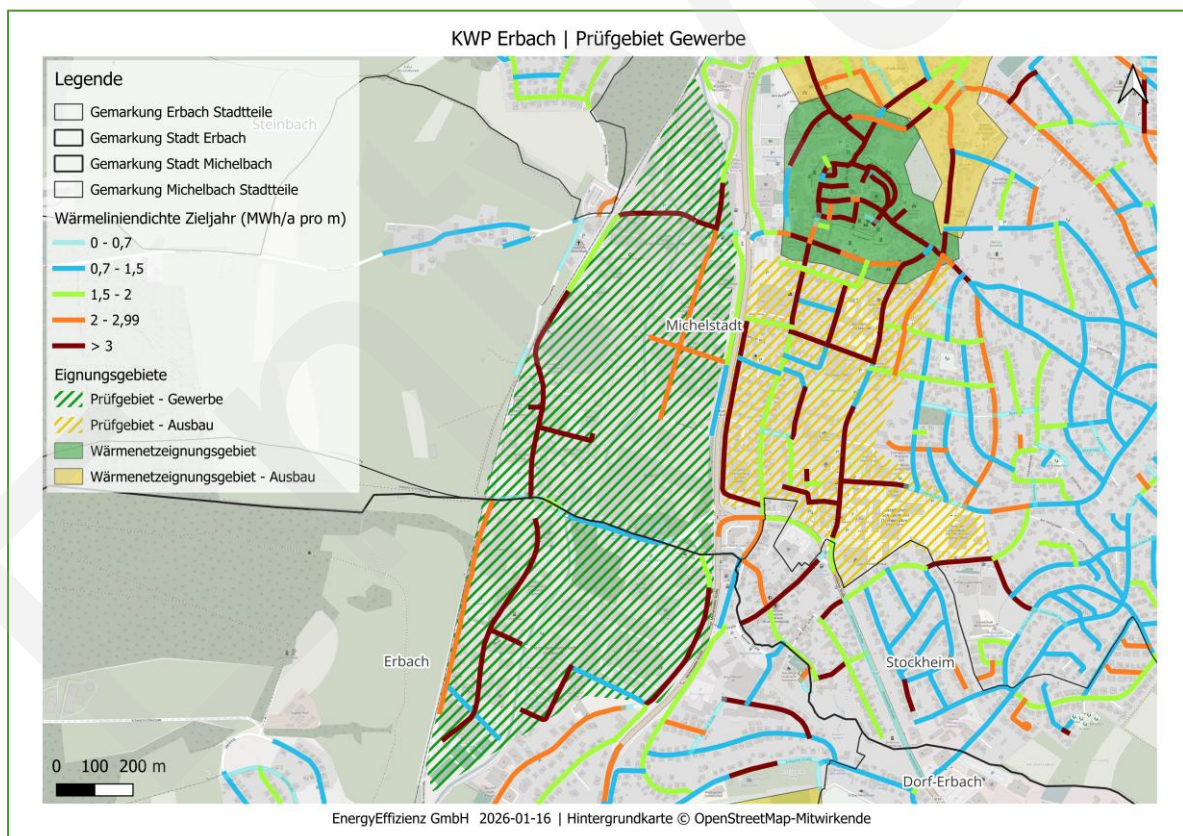 KWP Erbach | Prüfgebiet Gewerbe
Legende
Gemarkung Erbach Stadtteile
Gemarkung Stadt Erbach
Gemarkung Stadt Michelbach
Gemarkung Michelbach Stadtteile
Wärmeliniendichte Zieljahr (MWh/a pro m)
0 - 0,7
0,7 - 1,5
1,5 - 2
2 - 2,99
> 3
Eignungsgebiete
Prüfgebiet - Gewerbe
Prüfgebiet - Ausbau
Wärmenetzeignungsgebiet
Wärmenetzeignungsgebiet - Ausbau
Steinbach
Michelstadt
Erbach
Stockheim
Dorf-Erbach
0 100 200 m
EnergyEffizienz GmbH 2026-01-16 | Hintergrundkarte © OpenStreetMap-Mitwirkende